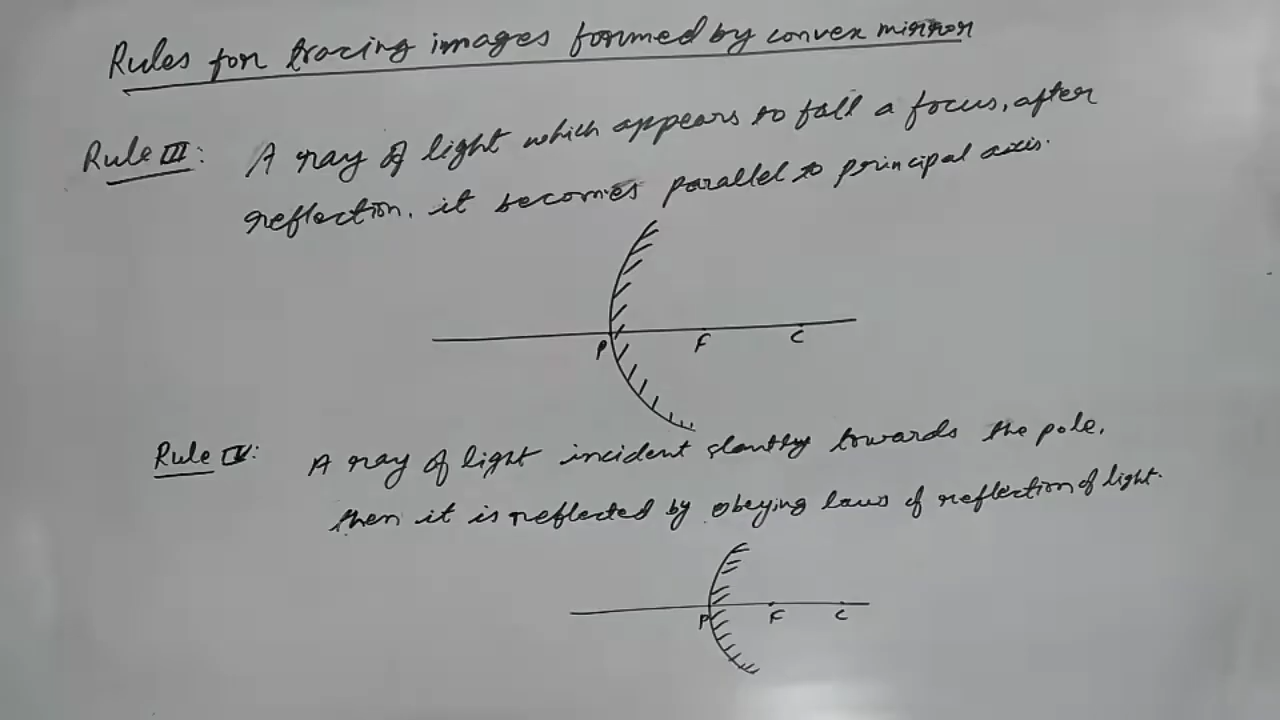 Rules for tracing images formed by convex mirror
Rule III: A ray of light which appears to fall a focus, after
reflection, it becomes parallel to principal axis.
P F C
Rule IV: A ray of light incident slantly towards the pole,
then it is reflected by obeying laws of reflection of light.
P F C